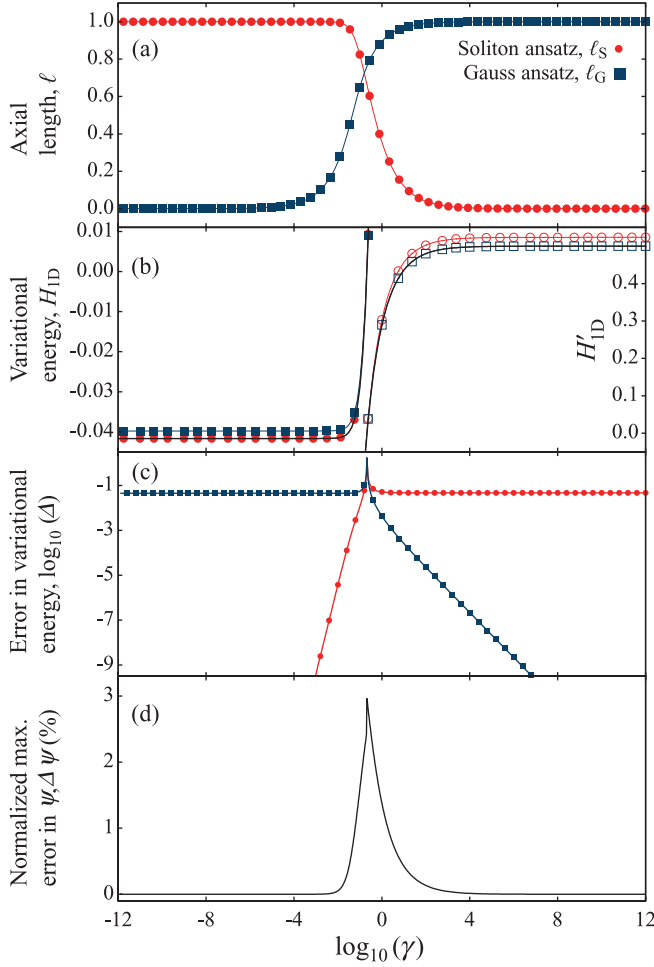 (a)
Soliton ansatz, ℓS
Gauss ansatz, ℓG
Axial
length, ℓ
1.0
0.8
0.6
0.4
0.2
0.0
(b)
Variational
energy, H1D
0.01
0.00
-0.01
-0.02
-0.03
-0.04
0.4
0.3
0.2
0.1
0.0
H′1D
(c)
Error in variational
energy, log10 (Δ)
-1
-3
-5
-7
-9
(d)
Normalized max.
error in ψ, Δ ψ (%)
3
2
1
0
-12 -8 -4 0 4 8 12
log10 (γ)